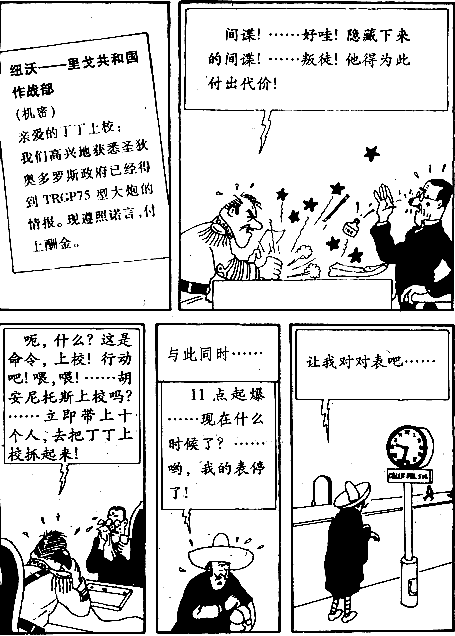 纽沃——里戈共和国
作战部
(机密)
亲爱的丁丁上校:
我们高兴地获悉圣狄
奥多罗斯政府已经得
到TRGP75型大炮的
情报。现遵照诺言,付
上酬金。
间谍!……好哇!隐藏下来
的间谍!……叛徒!他得为此
付出代价!
呃,什么?这是
命令,上校!行动
吧!喂,喂!……胡
安尼托斯上校吗?
……立即带上十
个人,去把丁丁上
校抓起来!
与此同时……
11点起爆
……现在什么
时候了?……
哟,我的表停
了!
让我对对表吧……